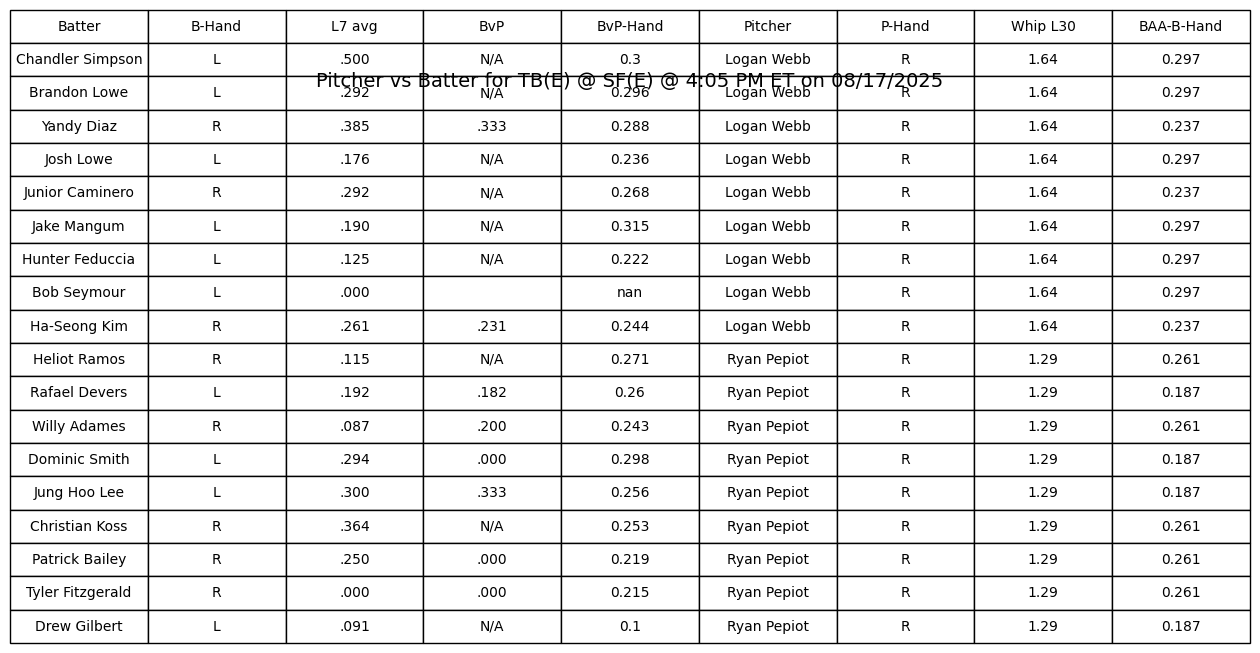 Batter B-Hand L7 avg BvP BvP-Hand Pitcher P-Hand Whip L30 BAA-B-Hand
Chandler Simpson L .500 N/A 0.3 Logan Webb R 1.64 0.297
Pitcher vs Batter for TB(E) @ SF(E) @ 4:05 PM ET on 08/17/2025
Brandon Lowe L .292 N/A 0.296 Logan Webb R 1.64 0.297
Yandy Diaz R .385 .333 0.288 Logan Webb R 1.64 0.237
Josh Lowe L .176 N/A 0.236 Logan Webb R 1.64 0.297
Junior Caminero R .292 N/A 0.268 Logan Webb R 1.64 0.237
Jake Mangum L .190 N/A 0.315 Logan Webb R 1.64 0.297
Hunter Feduccia L .125 N/A 0.222 Logan Webb R 1.64 0.297
Bob Seymour L .000 nan Logan Webb R 1.64 0.297
Ha-Seong Kim R .261 .231 0.244 Logan Webb R 1.64 0.237
Heliot Ramos R .115 N/A 0.271 Ryan Pepiot R 1.29 0.261
Rafael Devers L .192 .182 0.26 Ryan Pepiot R 1.29 0.187
Willy Adames R .087 .200 0.243 Ryan Pepiot R 1.29 0.261
Dominic Smith L .294 .000 0.298 Ryan Pepiot R 1.29 0.187
Jung Hoo Lee L .300 .333 0.256 Ryan Pepiot R 1.29 0.187
Christian Koss R .364 N/A 0.253 Ryan Pepiot R 1.29 0.261
Patrick Bailey R .250 .000 0.219 Ryan Pepiot R 1.29 0.261
Tyler Fitzgerald R .000 .000 0.215 Ryan Pepiot R 1.29 0.261
Drew Gilbert L .091 N/A 0.1 Ryan Pepiot R 1.29 0.187